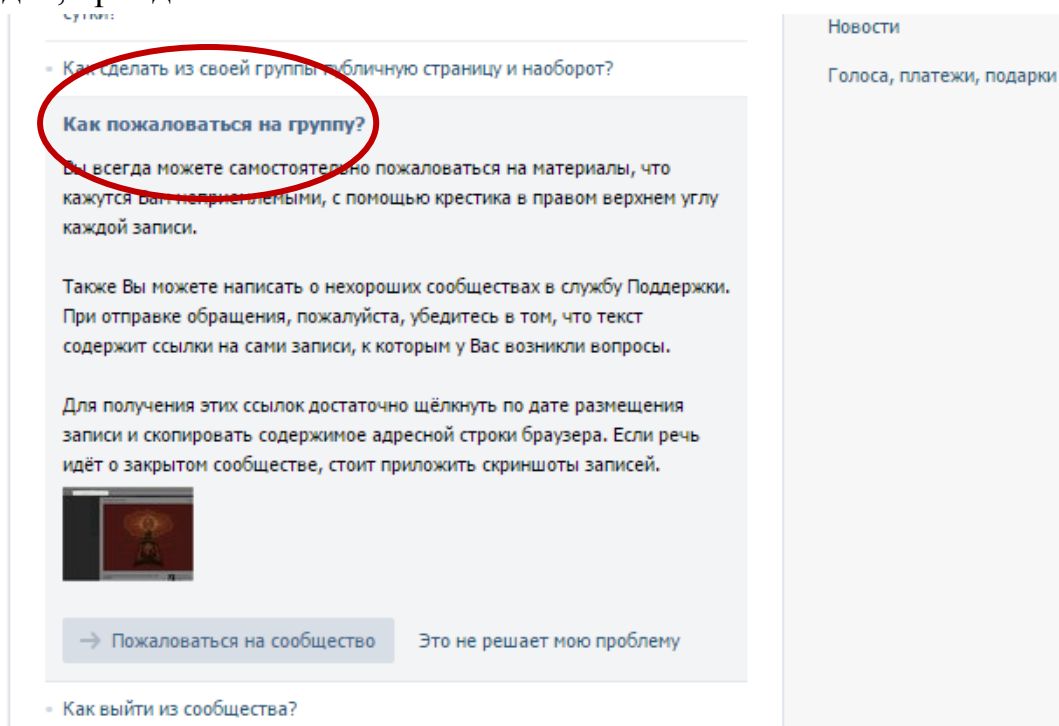 сутки?
Новости
Как сделать из своей группы публичную страницу и наоборот?
Голоса, платежи, подарки
Как пожаловаться на группу?
Вы всегда можете самостоятельно пожаловаться на материалы, что
кажутся Вам неприемлемыми, с помощью крестика в правом верхнем углу
каждой записи.
Также Вы можете написать о нехороших сообществах в службу Поддержки.
При отправке обращения, пожалуйста, убедитесь в том, что текст
содержит ссылки на сами записи, к которым у Вас возникли вопросы.
Для получения этих ссылок достаточно щёлкнуть по дате размещения
записи и скопировать содержимое адресной строки браузера. Если речь
идёт о закрытом сообществе, стоит приложить скриншоты записей.
→ Пожаловаться на сообщество Это не решает мою проблему
Как выйти из сообщества?